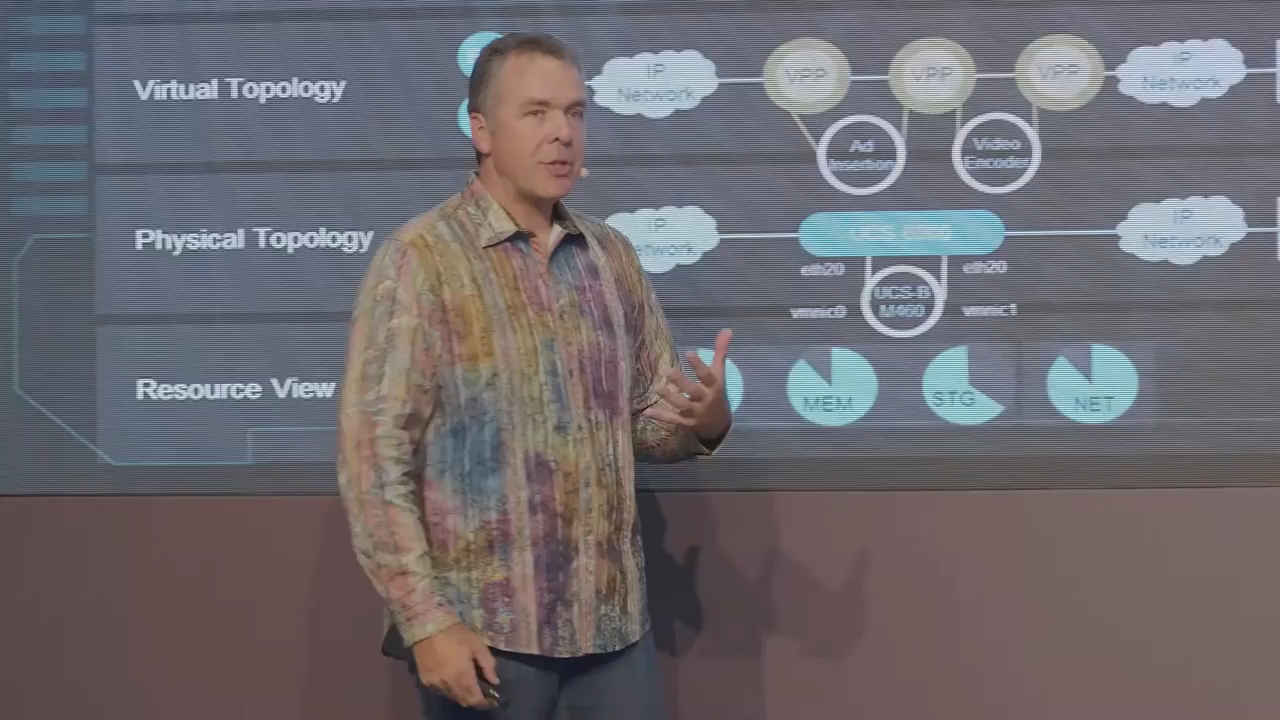 Virtual Topology
IP
Network
VPP
VPP
VPP
IP
Network
Ad
Insertion
Video
Encoder
Physical Topology
IP
Network
IP
Network
eth20
eth20
UCS-B
M460
vmnic0
vmnic1
Resource View
MEM
STG
NET